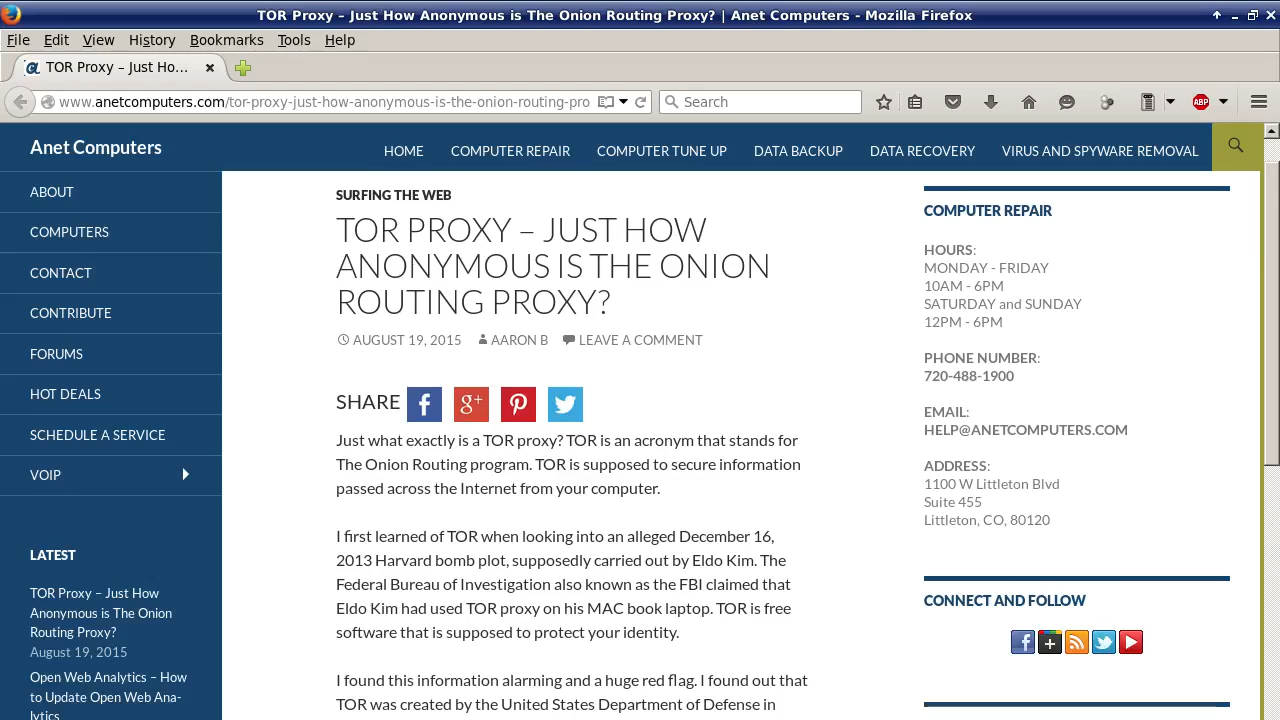 TOR Proxy – Just How Anonymous is The Onion Routing Proxy? | Anet Computers - Mozilla Firefox
File Edit View History Bookmarks Tools Help
TOR Proxy – Just Ho...
www.anetcomputers.com/tor-proxy-just-how-anonymous-is-the-onion-routing-pro
Search
ABP
Anet Computers
HOME COMPUTER REPAIR COMPUTER TUNE UP DATA BACKUP DATA RECOVERY VIRUS AND SPYWARE REMOVAL
ABOUT
COMPUTERS
CONTACT
CONTRIBUTE
FORUMS
HOT DEALS
SCHEDULE A SERVICE
VOIP
LATEST
TOR Proxy – Just How
Anonymous is The Onion
Routing Proxy?
August 19, 2015
Open Web Analytics – How
to Update Open Web Ana-
lytics
SURFING THE WEB
TOR PROXY – JUST HOW
ANONYMOUS IS THE ONION
ROUTING PROXY?
AUGUST 19, 2015 AARON B LEAVE A COMMENT
SHARE
Just what exactly is a TOR proxy? TOR is an acronym that stands for
The Onion Routing program. TOR is supposed to secure information
passed across the Internet from your computer.
I first learned of TOR when looking into an alleged December 16,
2013 Harvard bomb plot, supposedly carried out by Eldo Kim. The
Federal Bureau of Investigation also known as the FBI claimed that
Eldo Kim had used TOR proxy on his MAC book laptop. TOR is free
software that is supposed to protect your identity.
I found this information alarming and a huge red flag. I found out that
TOR was created by the United States Department of Defense in
COMPUTER REPAIR
HOURS:
MONDAY - FRIDAY
10AM - 6PM
SATURDAY and SUNDAY
12PM - 6PM
PHONE NUMBER:
720-488-1900
EMAIL:
HELP@ANETCOMPUTERS.COM
ADDRESS:
1100 W Littleton Blvd
Suite 455
Littleton, CO, 80120
CONNECT AND FOLLOW